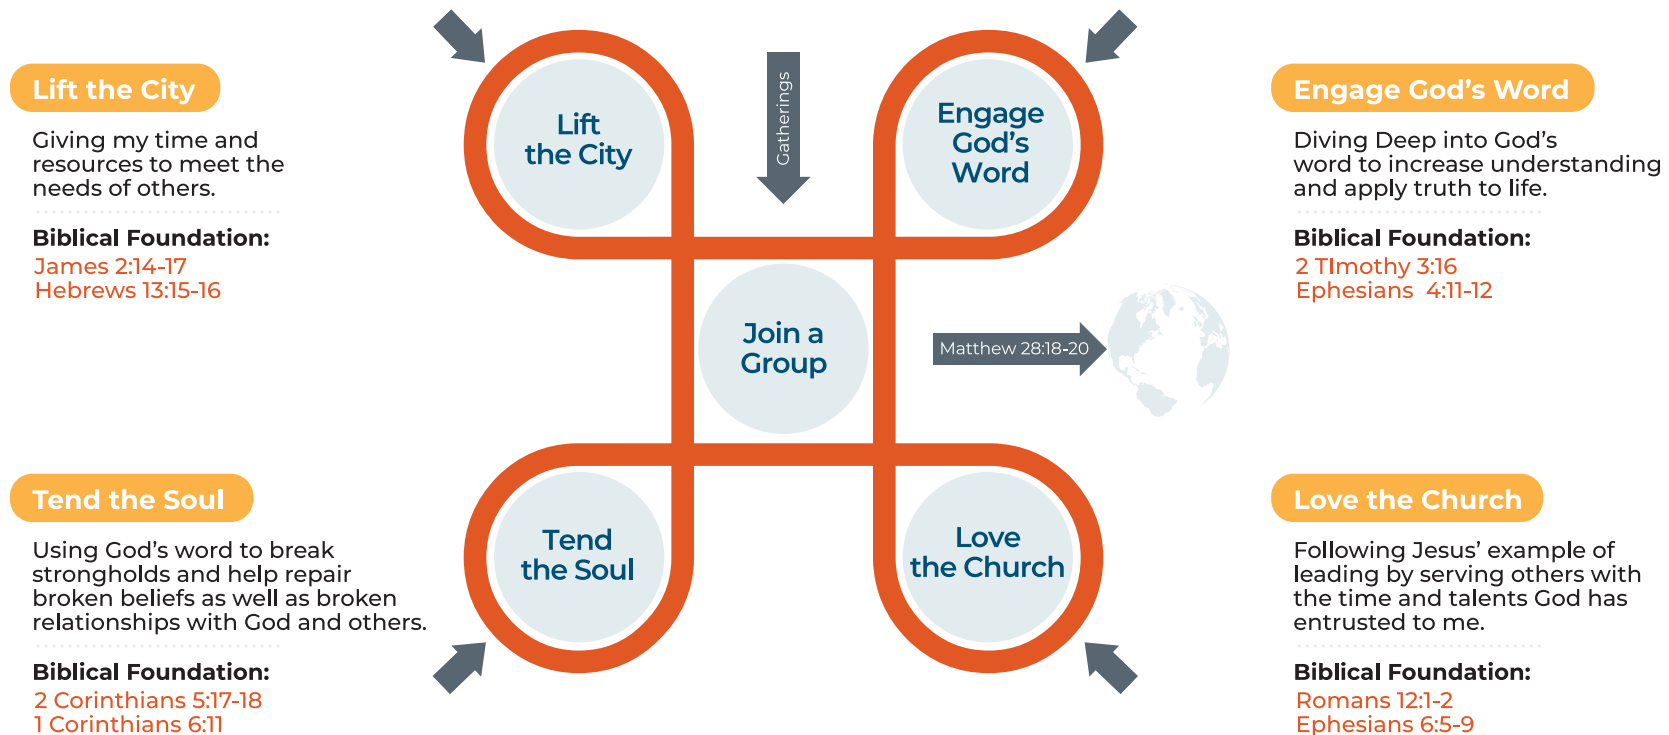 Lift the City
Giving my time and
resources to meet the
needs of others.
Biblical Foundation:
James 2:14-17
Hebrews 13:15-16
Tend the Soul
Using God's word to break
strongholds and help repair
broken beliefs as well as broken
relationships with God and others.
Biblical Foundation:
2 Corinthians 5:17-18
1 Corinthians 6:11
Lift
the City
Gatherings
Engage
God's
Word
Join a
Group
Matthew 28:18-20
Tend
the Soul
Love
the Church
Engage God's Word
Diving Deep into God's
word to increase understanding
and apply truth to life.
Biblical Foundation:
2 TImothy 3:16
Ephesians  4:11-12
Love the Church
Following Jesus' example of
leading by serving others with
the time and talents God has
entrusted to me.
Biblical Foundation:
Romans 12:1-2
Ephesians 6:5-9